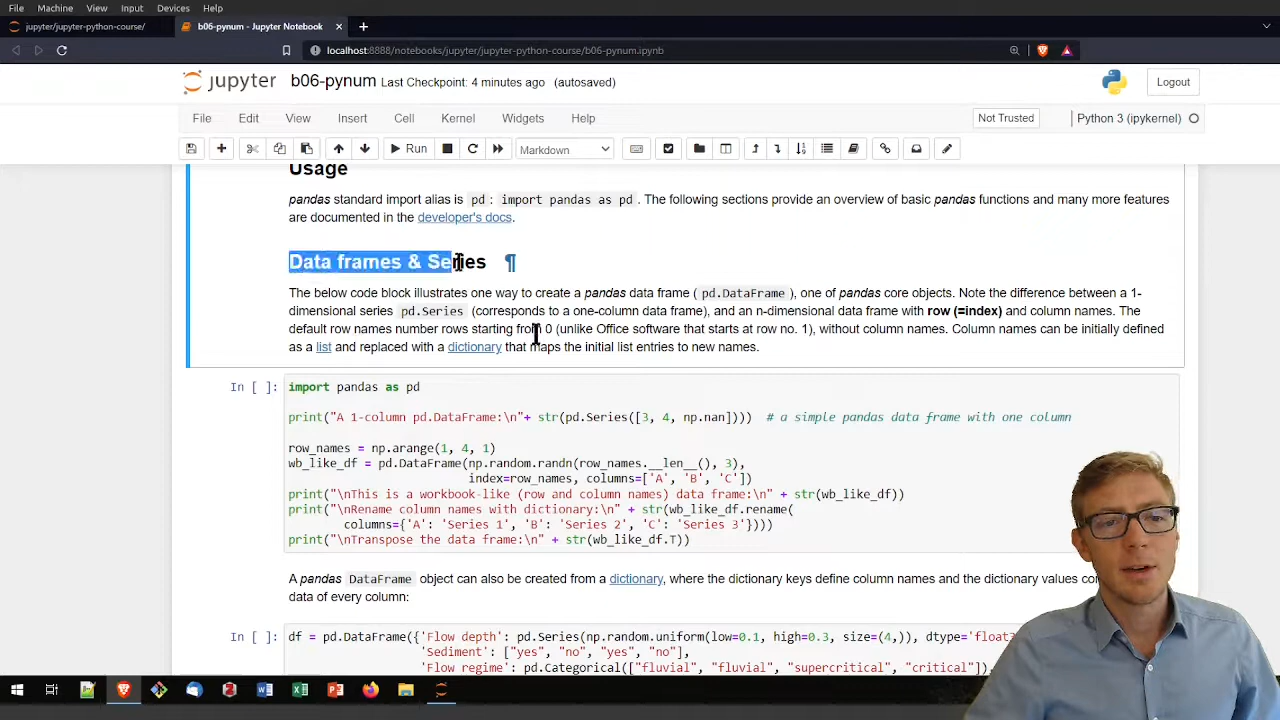 File Machine View Input Devices Help
jupyter/jupyter-python-course/ b06-pynum - Jupyter Notebook
localhost:8888/notebooks/jupyter/jupyter-python-course/b06-pynum.ipynb
jupyter b06-pynum Last Checkpoint: 4 minutes ago (autosaved) Logout
File Edit View Insert Cell Kernel Widgets Help Not Trusted Python 3 (ipykernel)
Run Markdown
Usage
pandas standard import alias is pd : import pandas as pd . The following sections provide an overview of basic pandas functions and many more features
are documented in the developer's docs.
Data frames & Series ¶
The below code block illustrates one way to create a pandas data frame ( pd.DataFrame ), one of pandas core objects. Note the difference between a 1-
dimensional series pd.Series (corresponds to a one-column data frame), and an n-dimensional data frame with row (=index) and column names. The
default row names number rows starting from 0 (unlike Office software that starts at row no. 1), without column names. Column names can be initially defined
as a list and replaced with a dictionary that maps the initial list entries to new names.
In [ ]: import pandas as pd
print("A 1-column pd.DataFrame:\n"+ str(pd.Series([3, 4, np.nan]))) # a simple pandas data frame with one column
row_names = np.arange(1, 4, 1)
wb_like_df = pd.DataFrame(np.random.randn(row_names.__len__(), 3),
index=row_names, columns=['A', 'B', 'C'])
print("\nThis is a workbook-like (row and column names) data frame:\n" + str(wb_like_df))
print("\nRename column names with dictionary:\n" + str(wb_like_df.rename(
columns={'A': 'Series 1', 'B': 'Series 2', 'C': 'Series 3'})))
print("\nTranspose the data frame:\n" + str(wb_like_df.T))
A pandas DataFrame object can also be created from a dictionary, where the dictionary keys define column names and the dictionary values
data of every column:
In [ ]: df = pd.DataFrame({'Flow depth': pd.Series(np.random.uniform(low=0.1, high=0.3, size=(4,)), dtype=
'Sediment': ["yes", "no", "yes", "no"],
'Flow regime': pd.Categorical(["fluvial", "fluvial", "supercritical", "critical"]),